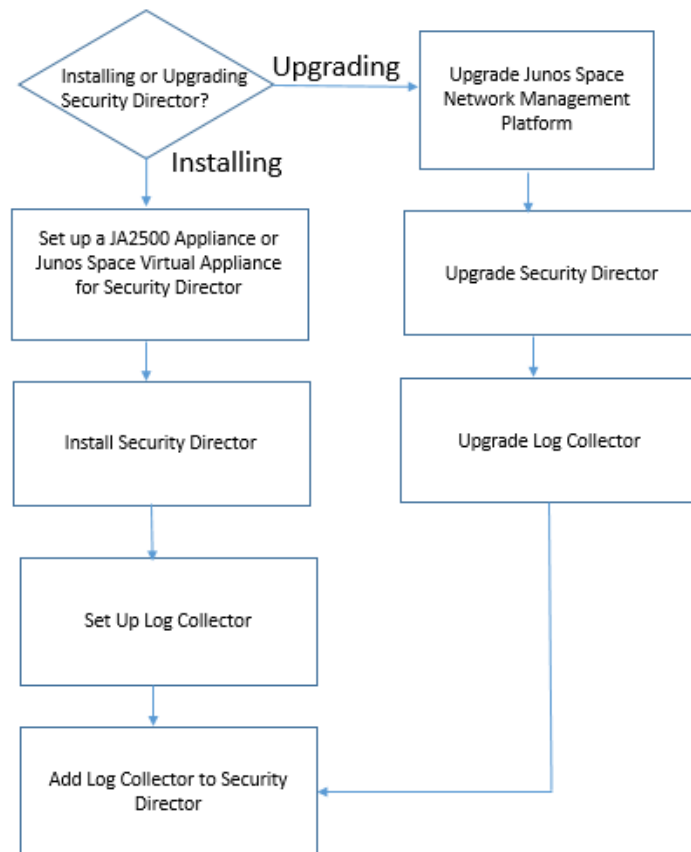 Installing or Upgrading
Security Director?
Upgrading
Upgrade Junos Space
Network Management
Platform
Installing
Set up a JA2500 Appliance or
Junos Space Virtual Appliance
for Security Director
Upgrade Security Director
Install Security Director
Upgrade Log Collector
Set Up Log Collector
Add Log Collector to Security
Director